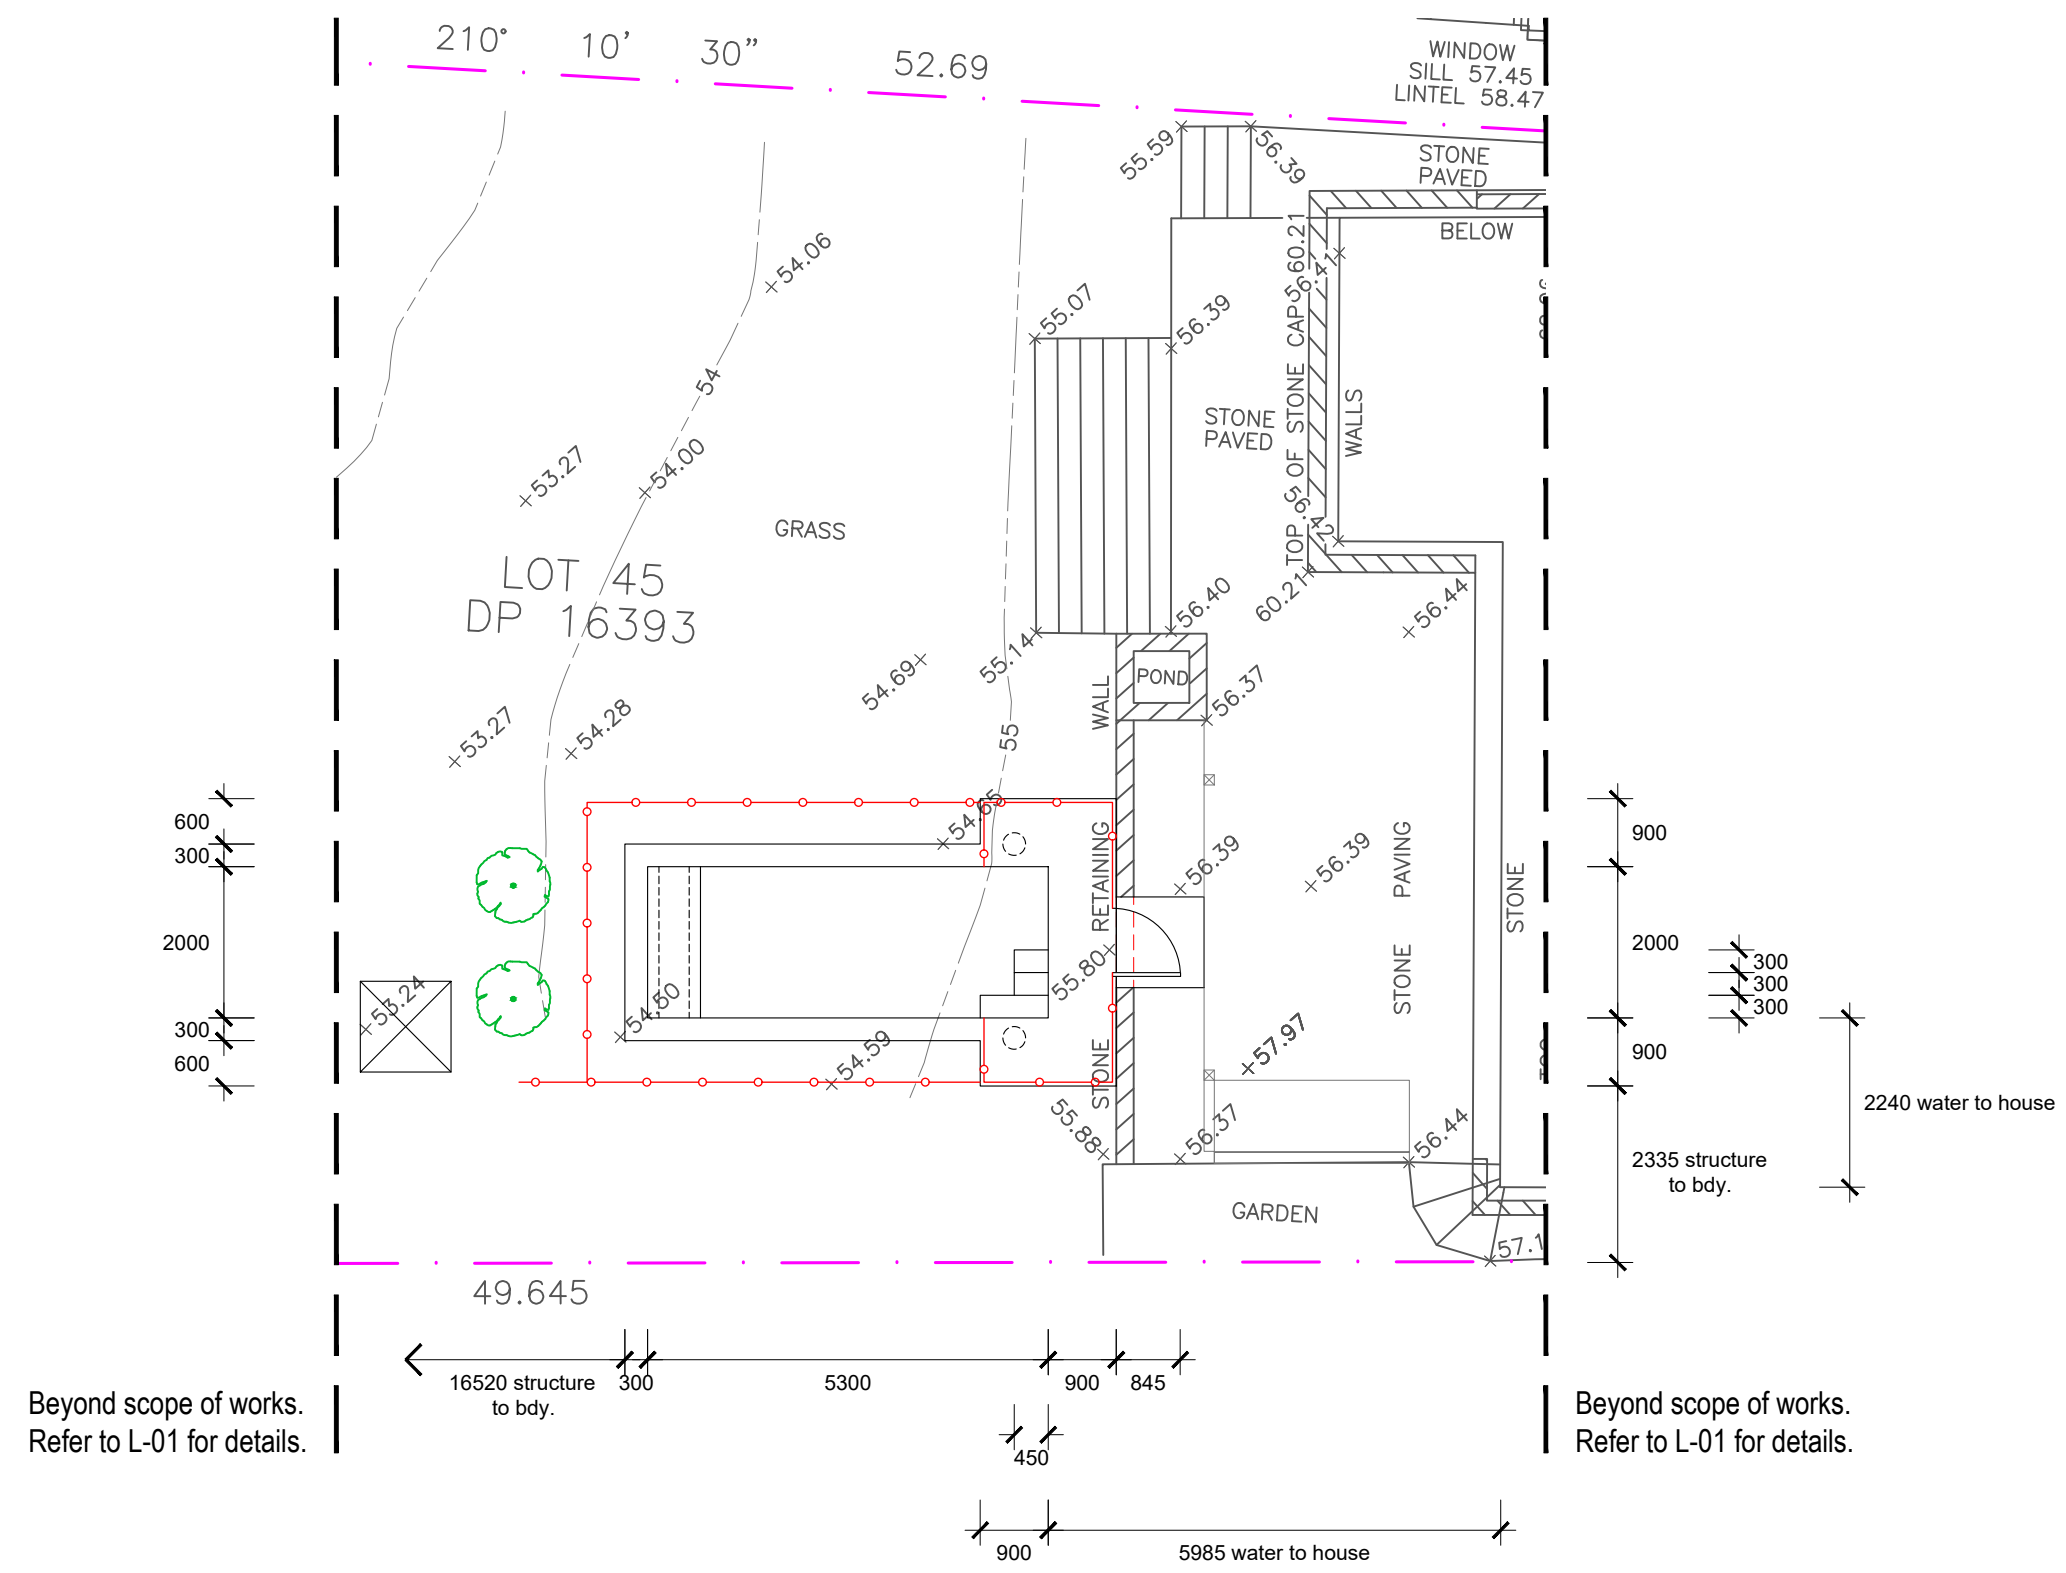 210° 10' 30" 52.69
WINDOW
SILL 57.45
LINTEL 58.47
55.59
56.39
STONE
PAVED
BELOW
54.06
55.07
56.39
TOP OF STONE CAP 60.21
56.41
54
WALLS
STONE
PAVED
53.27
54.00
GRASS
56.42
LOT 45
DP 16393
56.40
60.21
56.44
55.14
54.69
POND
56.37
WALL
55
53.27
54.28
600
300
2000
300
600
54.65
STONE RETAINING
56.39
56.39
STONE PAVING
STONE
900
2000
900
300
300
300
55.80
53.24
54.50
54.59
57.97
2240 water to house
55.88
56.37
56.44
2335 structure
to bdy.
GARDEN
57.1
49.645
16520 structure
to bdy.
300
5300
900
845
450
Beyond scope of works.
Refer to L-01 for details.
Beyond scope of works.
Refer to L-01 for details.
900
5985 water to house